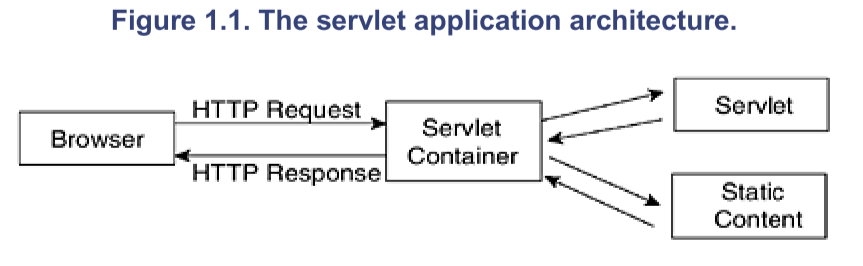 Figure 1.1. The servlet application architecture.
HTTP Request
Browser
HTTP Response
Servlet
Container
Servlet
Static
Content